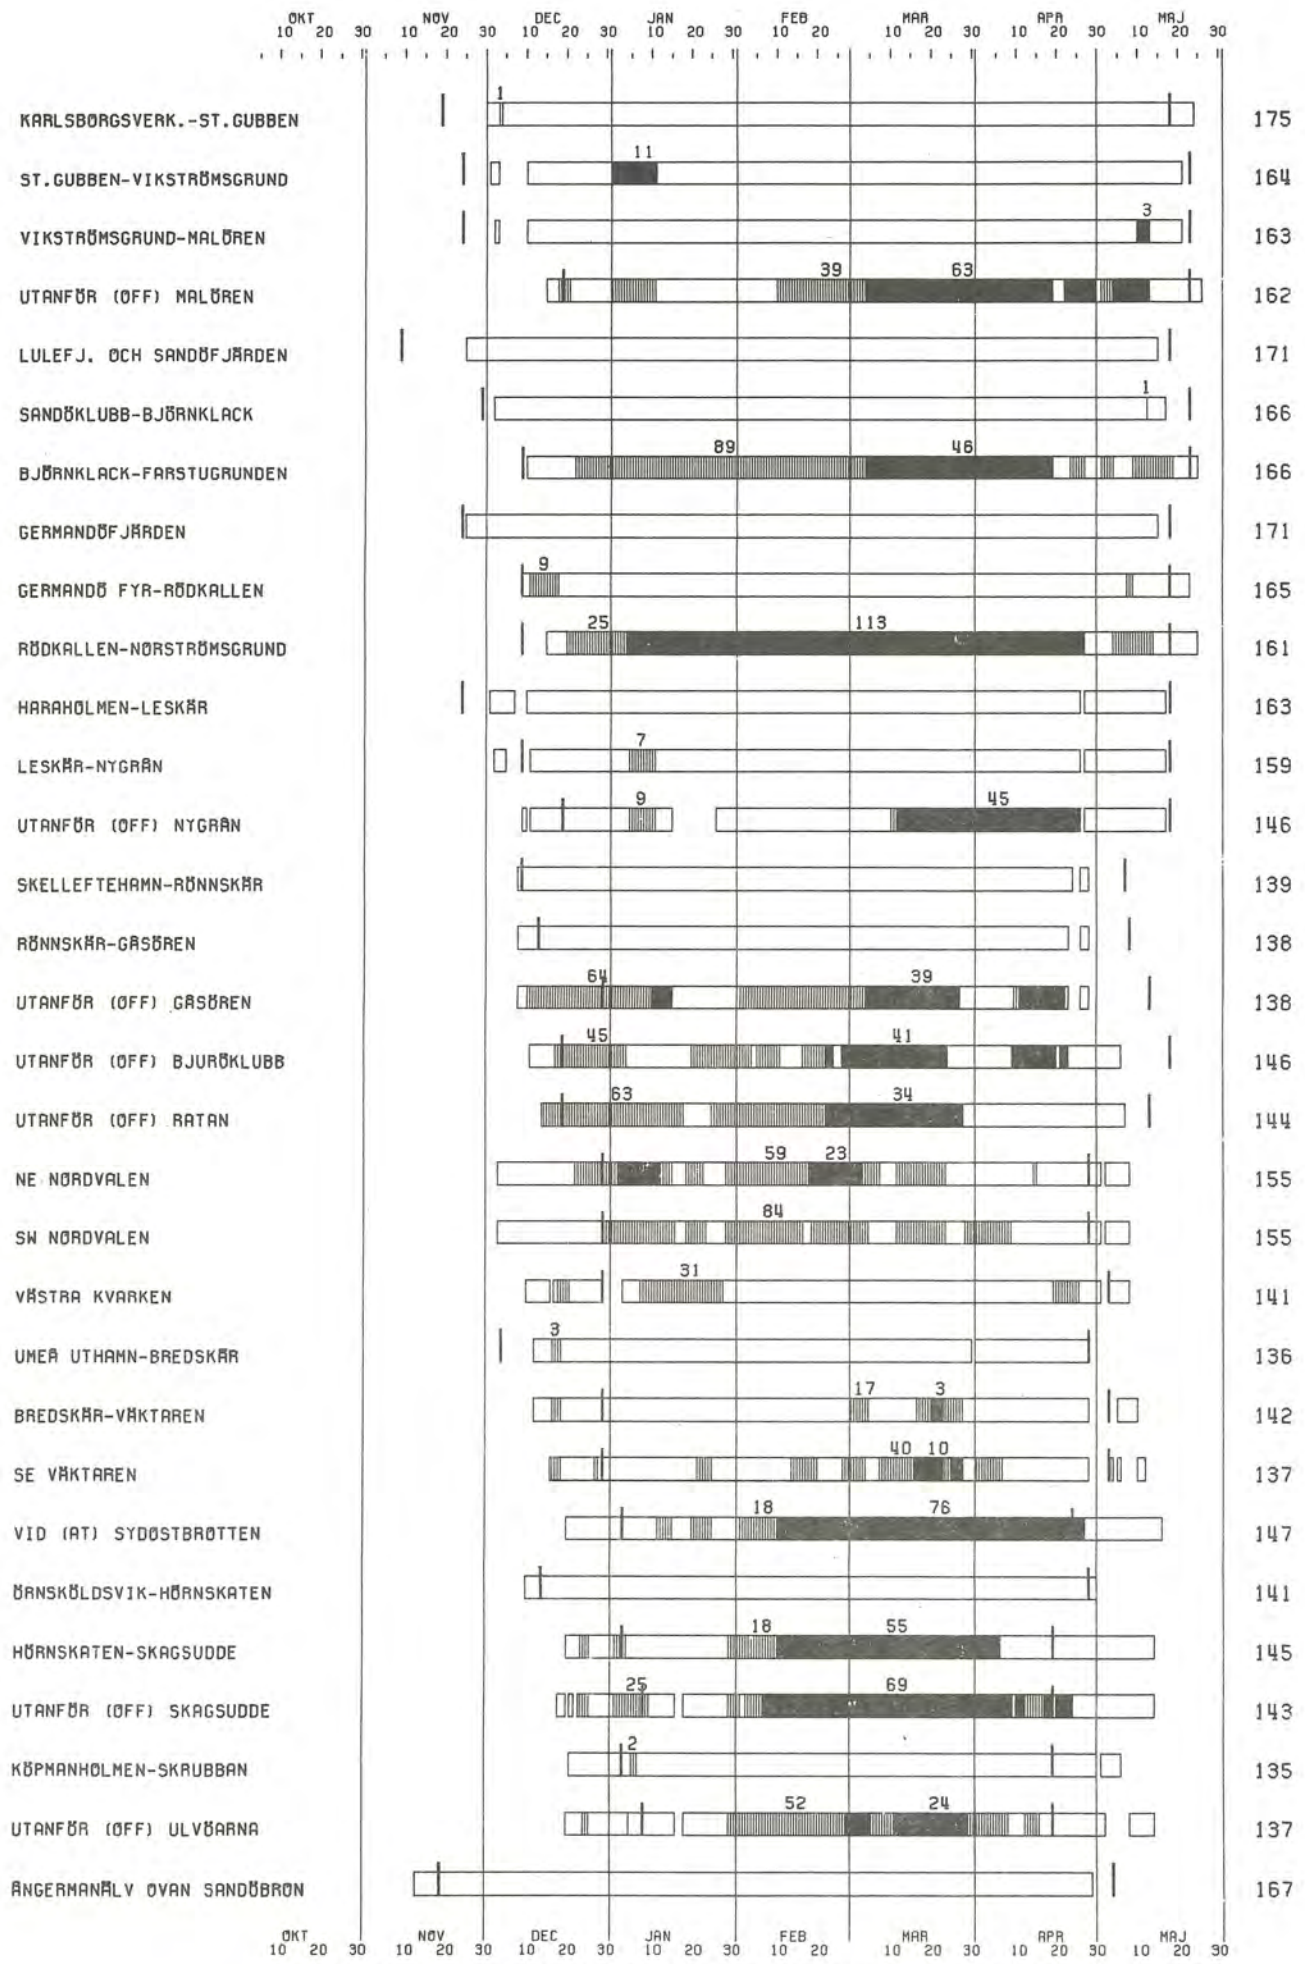 OKT NOV DEC JAN FEB MAR APR MAJ
10 20 30 10 20 30 10 20 30 10 20 30 10 20 10 20 30 10 20 30 10 20 30
1
KARLSBORGSVERK.-ST.GUBBEN 175
11
ST.GUBBEN-VIKSTRÖMSGRUND 164
3
VIKSTRÖMSGRUND-MALÖREN 163
39 63
UTANFÖR (OFF) MALÖREN 162
LULEFJ. OCH SANDÖFJÄRDEN 171
1
SANDÖKLUBB-BJÖRNKLACK 166
89 46
BJÖRNKLACK-FARSTUGRUNDEN 166
GERMANDÖFJÄRDEN 171
9
GERMANDÖ FYR-RÖDKALLEN 165
25 113
RÖDKALLEN-NORSTRÖMSGRUND 161
HARAHOLMEN-LESKÄR 163
7
LESKÄR-NYGRÅN 159
9 45
UTANFÖR (OFF) NYGRÅN 146
SKELLEFTEHAMN-RÖNNSKÄR 139
RÖNNSKÄR-GÅSÖREN 138
64 39
UTANFÖR (OFF) GÅSÖREN 138
45 41
UTANFÖR (OFF) BJURÖKLUBB 146
63 34
UTANFÖR (OFF) RATAN 144
59 23
NE NORDVALEN 155
84
SW NORDVALEN 155
31
VÄSTRA KVARKEN 141
3
UMEÅ UTHAMN-BREDSKÄR 136
17 3
BREDSKÄR-VÄKTAREN 142
40 10
SE VÄKTAREN 137
18 76
VID (AT) SYDOSTBROTTEN 147
ÖRNSKÖLDSVIK-HÖRNSKATEN 141
18 55
HÖRNSKATEN-SKAGSUDDE 145
25 69
UTANFÖR (OFF) SKAGSUDDE 143
2
KÖPMANHOLMEN-SKRUBBAN 135
52 24
UTANFÖR (OFF) ULVÖARNA 137
ÅNGERMANÄLV OVAN SANDÖBRON 167
OKT NOV DEC JAN FEB MAR APR MAJ
10 20 30 10 20 30 10 20 30 10 20 30 10 20 10 20 30 10 20 30 10 20 30